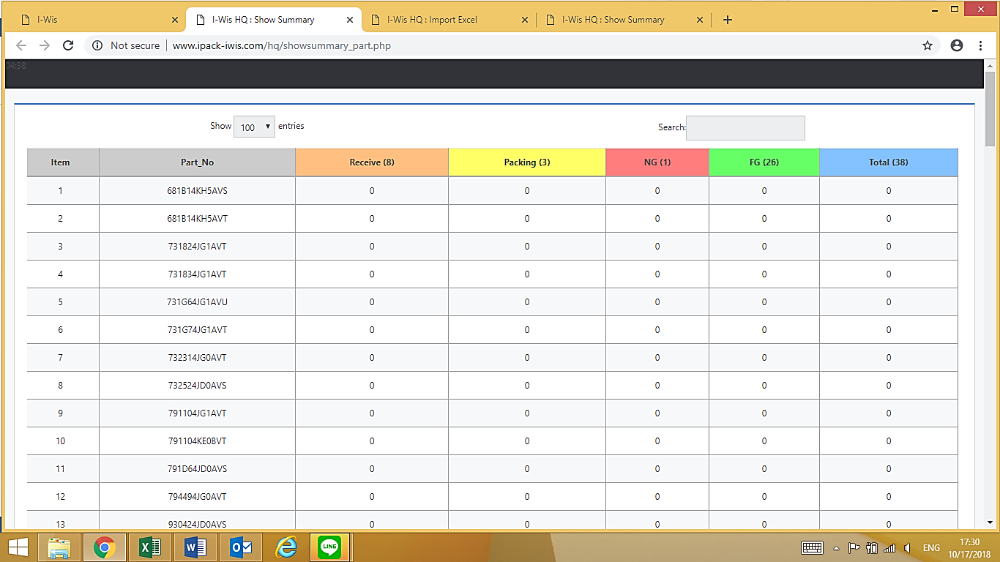 I-Wis
I-Wis HQ : Show Summary
I-Wis HQ : Import Excel
I-Wis HQ : Show Summary
Not secure
www.ipack-iwis.com/hq/showsummary_part.php
04:38
Show 100 entries
Search:
Item Part_No Receive (8) Packing (3) NG (1) FG (26) Total (38)
1 681B14KH5AVS 0 0 0 0 0
2 681B14KH5AVT 0 0 0 0 0
3 731824JG1AVT 0 0 0 0 0
4 731834JG1AVT 0 0 0 0 0
5 731G64JG1AVU 0 0 0 0 0
6 731G74JG1AVT 0 0 0 0 0
7 732314JG0AVT 0 0 0 0 0
8 732524JD0AVS 0 0 0 0 0
9 791104JG1AVT 0 0 0 0 0
10 791104KE0BVT 0 0 0 0 0
11 791D64JD0AVS 0 0 0 0 0
12 794494JG0AVT 0 0 0 0 0
13 930424JD0AVS 0 0 0 0 0
LINE
ENG
17:30
10/17/2018